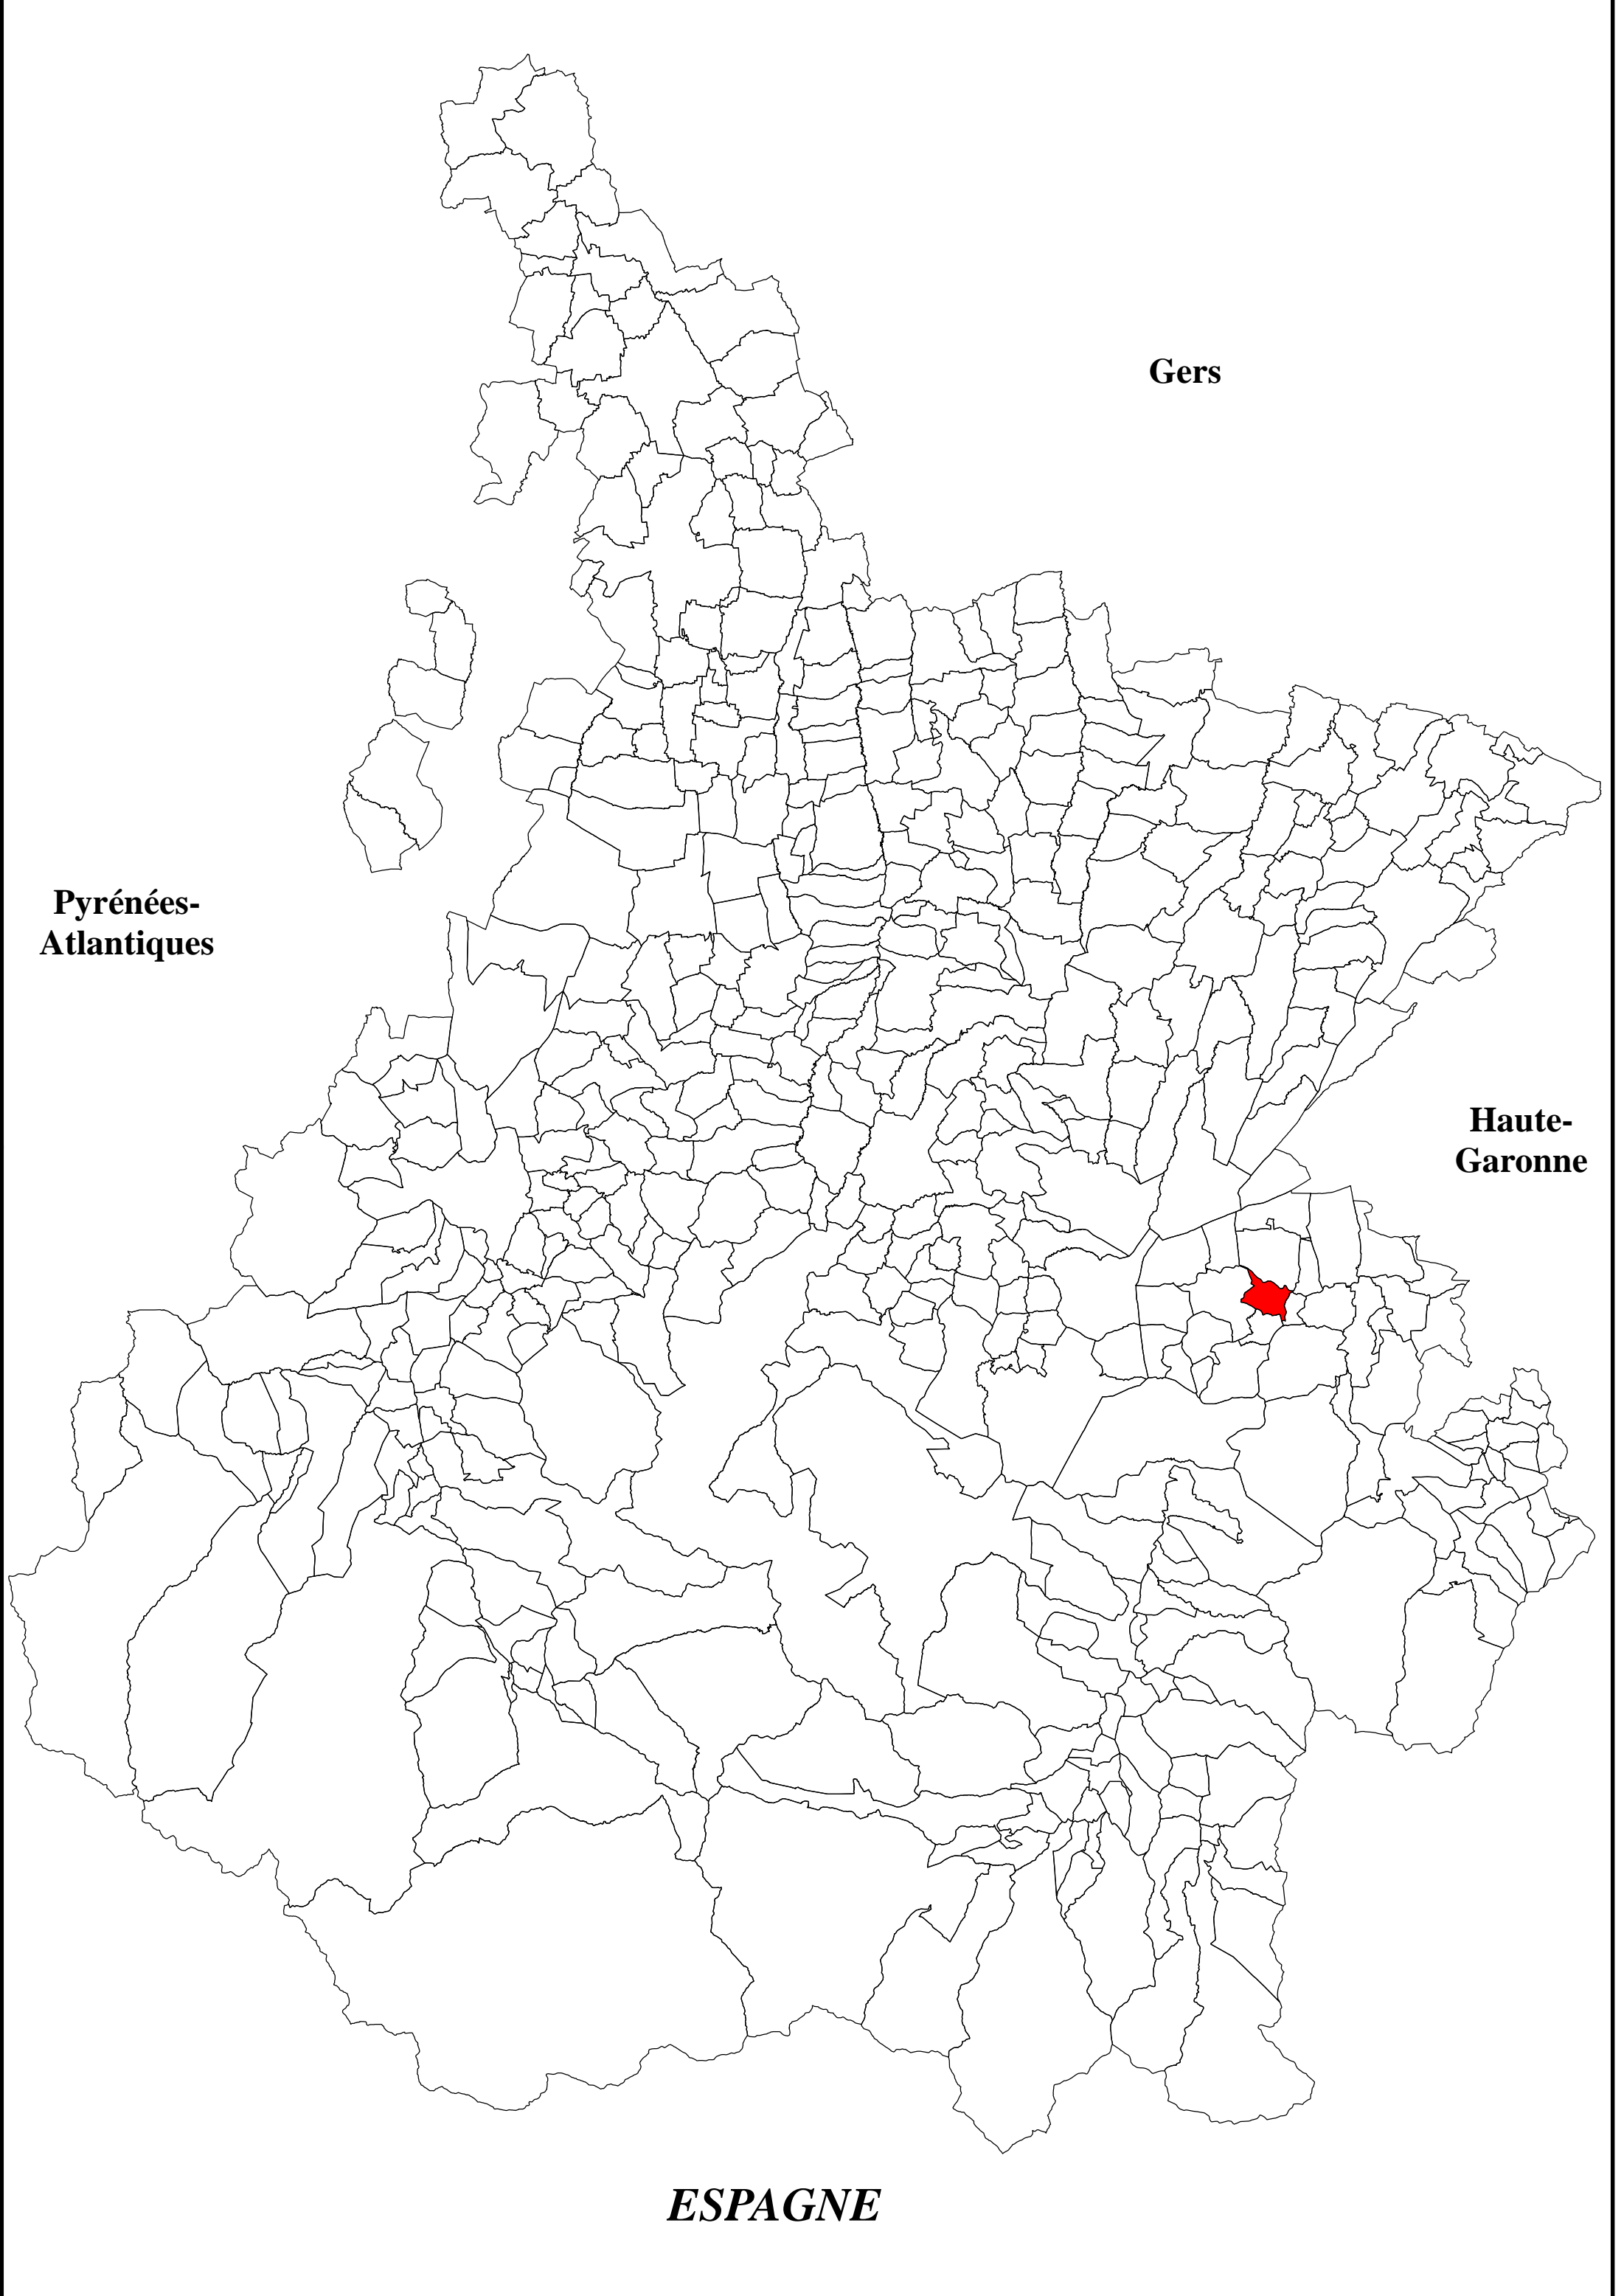 Gers
Pyrénées-
Atlantiques
Haute-
Garonne
ESPAGNE